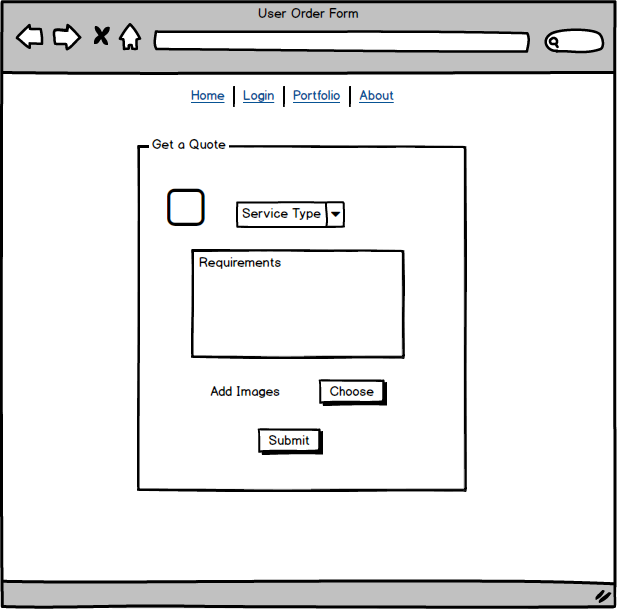 User Order Form
Home Login Portfolio About
Get a Quote
Service Type
Requirements
Add Images Choose
Submit